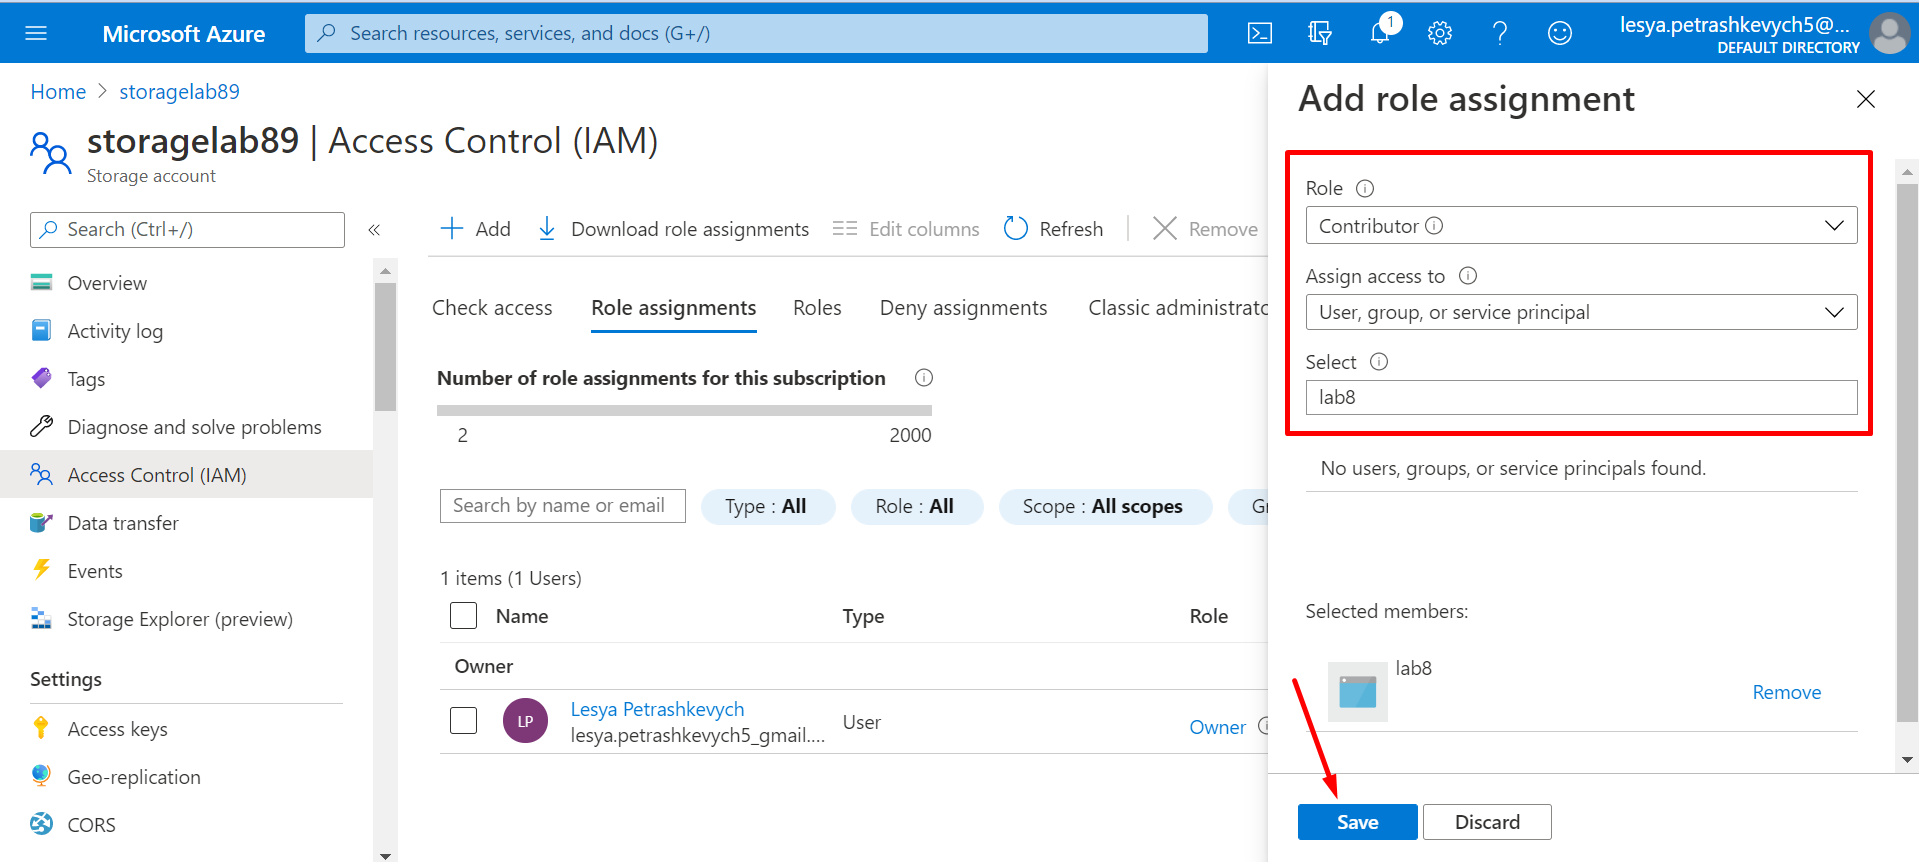 Microsoft Azure
Search resources, services, and docs (G+/)
1
lesya.petrashkevych5@...
DEFAULT DIRECTORY
Home > storagelab89
storagelab89 | Access Control (IAM)
Storage account
Search (Ctrl+/)
«
Overview
Activity log
Tags
Diagnose and solve problems
Access Control (IAM)
Data transfer
Events
Storage Explorer (preview)
Settings
Access keys
Geo-replication
CORS
Add
Download role assignments
Edit columns
Refresh
Remove
Check access
Role assignments
Roles
Deny assignments
Classic administratc
Number of role assignments for this subscription
2
2000
Search by name or email
Type : All
Role : All
Scope : All scopes
Gr
1 items (1 Users)
Name
Type
Role
Owner
LP
Lesya Petrashkevych
lesya.petrashkevych5_gmail....
User
Owner
Add role assignment
Role
Contributor
Assign access to
User, group, or service principal
Select
lab8
No users, groups, or service principals found.
Selected members:
lab8
Remove
Save
Discard